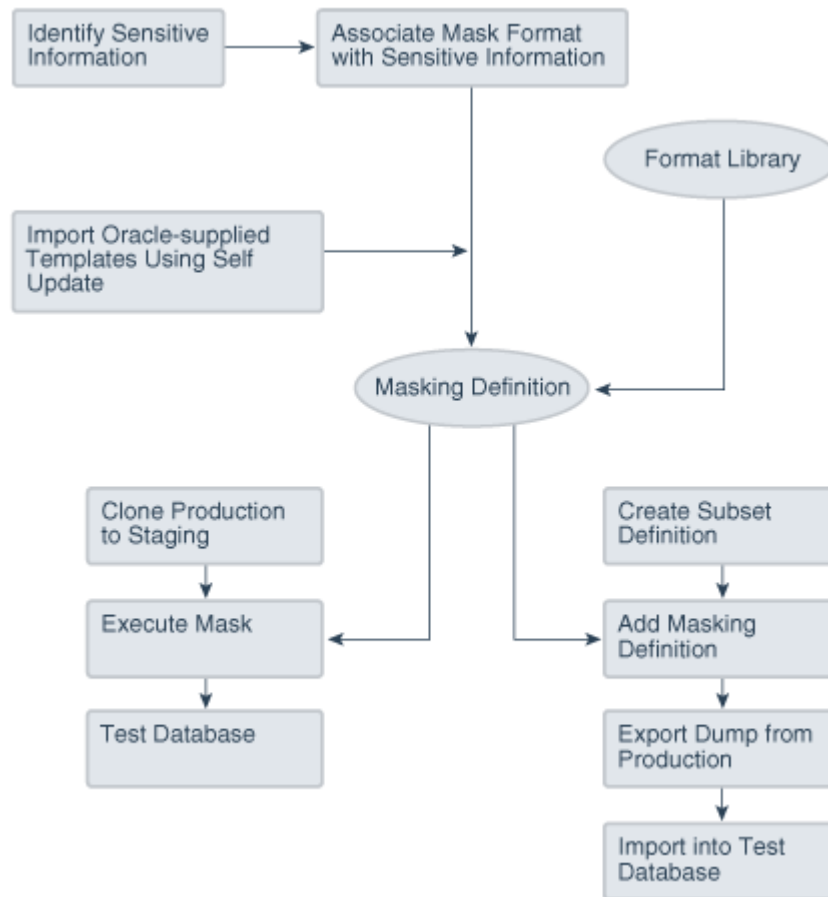 Identify Sensitive
Information
Associate Mask Format
with Sensitive Information
Format Library
Import Oracle-supplied
Templates Using Self
Update
Masking Definition
Clone Production
to Staging
Create Subset
Definition
Execute Mask
Add Masking
Definition
Test Database
Export Dump from
Production
Import into Test
Database